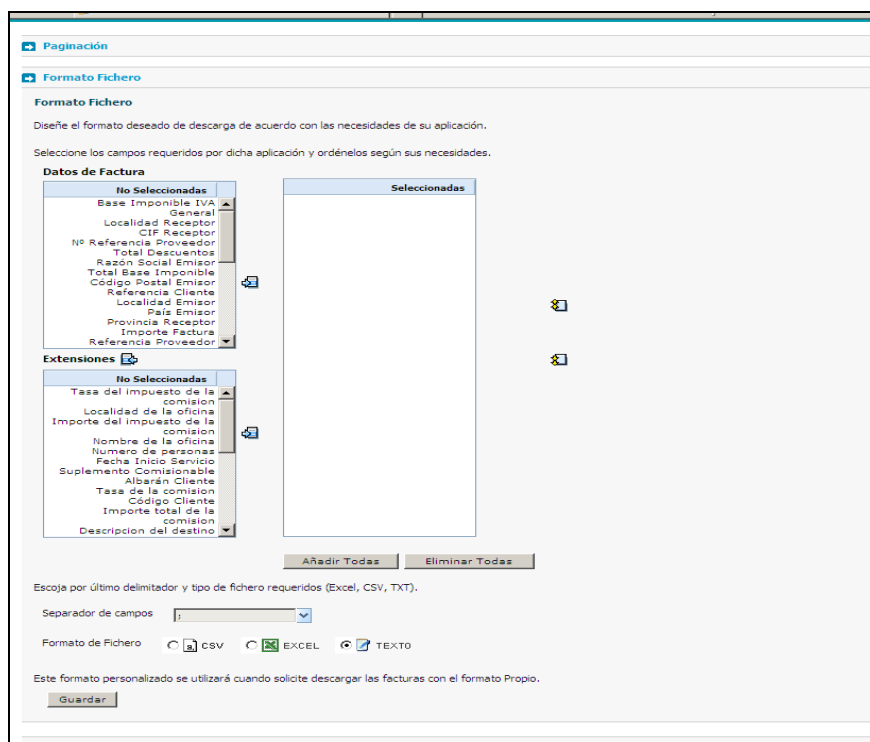 Paginación
Formato Fichero
Formato Fichero
Diseñe el formato deseado de descarga de acuerdo con las necesidades de su aplicación.
Seleccione los campos requeridos por dicha aplicación y ordénelos según sus necesidades.
Datos de Factura
No Seleccionadas
Base Imponible IVA
General
Localidad Receptor
CIF Receptor
Nº Referencia Proveedor
Total Descuentos
Razón Social Emisor
Total Base Imponible
Código Postal Emisor
Referencia Cliente
Localidad Emisor
País Emisor
Provincia Receptor
Importe Factura
Referencia Proveedor
Seleccionadas
Extensiones
No Seleccionadas
Tasa del impuesto de la
comision
Localidad de la oficina
Importe del impuesto de la
comision
Nombre de la oficina
Numero de personas
Fecha Inicio Servicio
Suplemento Comisionable
Albarán Cliente
Tasa de la comision
Código Cliente
Importe total de la
comision
Descripcion del destino
Añadir Todas
Eliminar Todas
Escoja por último delimitador y tipo de fichero requeridos (Excel, CSV, TXT).
Separador de campos ;
Formato de Fichero CSV EXCEL TEXTO
Este formato personalizado se utilizará cuando solicite descargar las facturas con el formato Propio.
Guardar